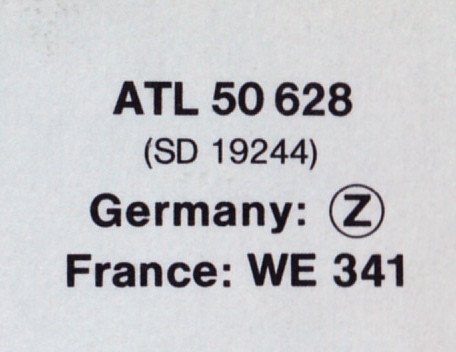 ATL 50 628
(SD 19244)
Germany: Ⓩ
France: WE 341